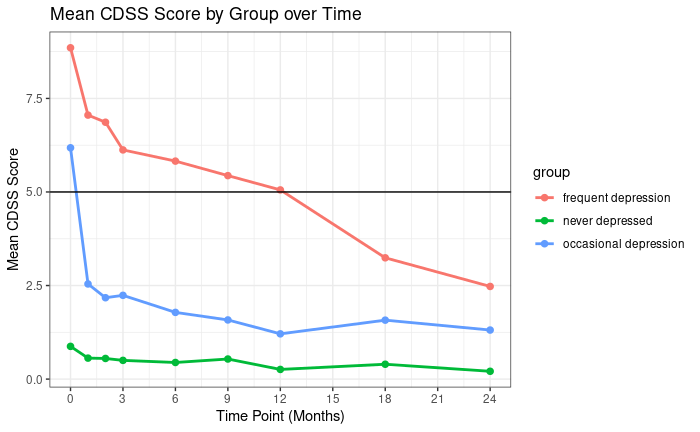 Mean CDSS Score by Group over Time
Mean CDSS Score
7.5
5.0
2.5
0.0
0 3 6 9 12 15 18 21 24
Time Point (Months)
group
frequent depression
never depressed
occasional depression